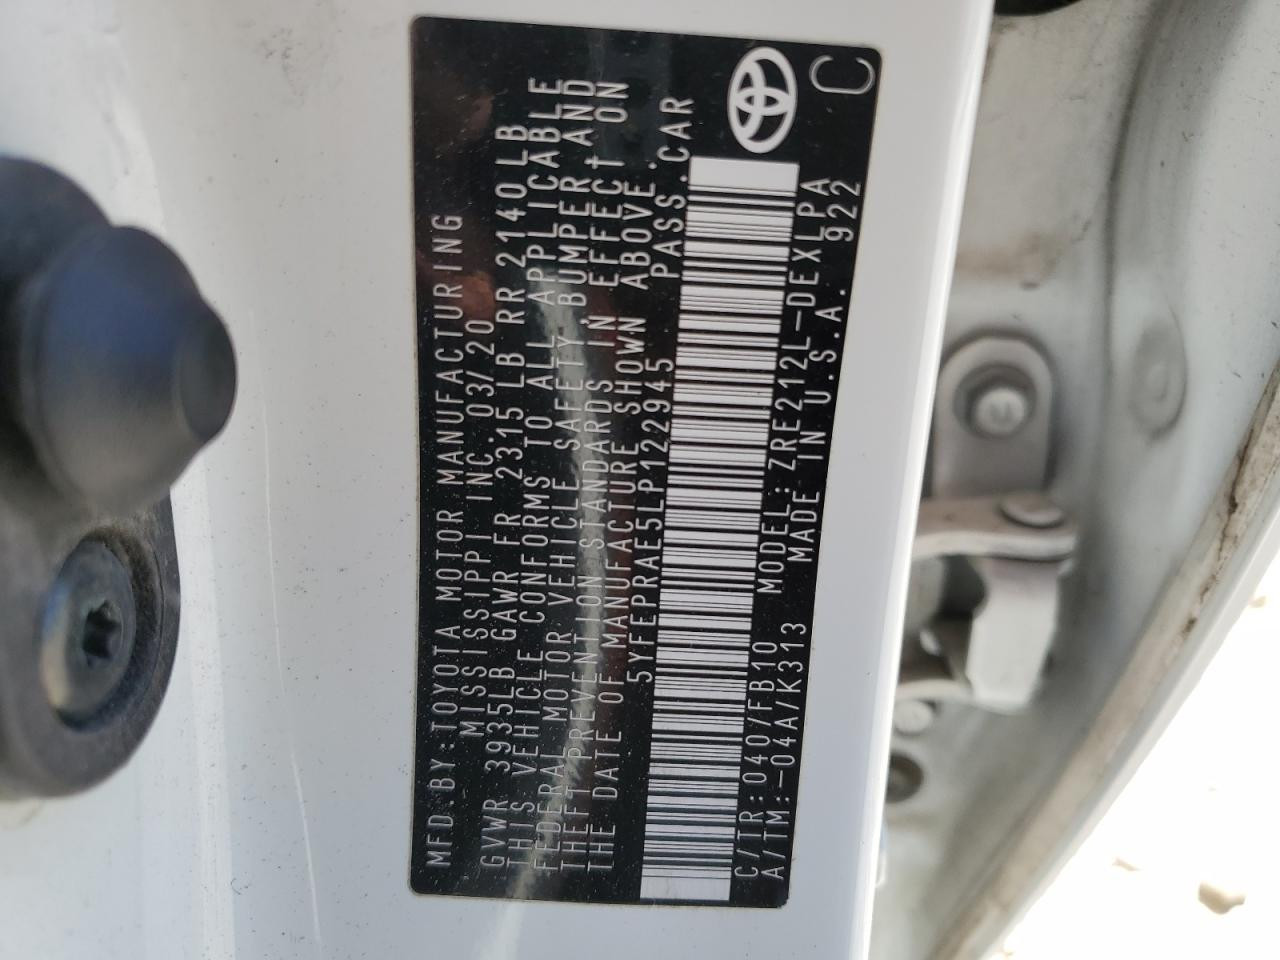 MFD.BY:TOYOTA MOTOR MANUFACTURING
MISSISSIPPI INC.03/20
GVWR 3935LB GAWR FR 2315LB RR 2140LB
THIS VEHICLE CONFORMS TO ALL APPLICABLE
FEDERAL MOTOR VEHICLE SAFETY, BUMPER AND
THEFT PREVENTION STANDARDS IN EFFECT ON
THE DATE OF MANUFACTURE SHOWN ABOVE.
5YFEPRAE5LP122945 PASS.CAR
C/TR:040/FB10 MODEL:ZRE212L-DEXLPA
A/TM:-04A/K313 MADE IN U.S.A. 922
C